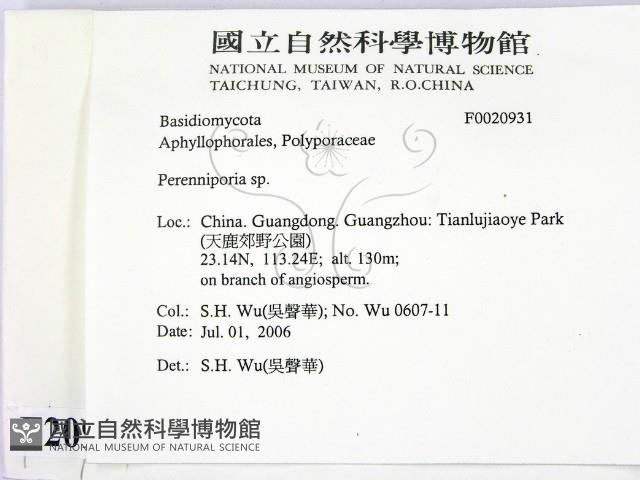 國立自然科學博物館
NATIONAL MUSEUM OF NATURAL SCIENCE
TAICHUNG, TAIWAN, R.O.CHINA
Basidiomycota F0020931
Aphyllophorales, Polyporaceae
Perenniporia sp.
Loc.: China. Guangdong. Guangzhou: Tianlujiaoye Park
(天鹿郊野公園)
23.14N, 113.24E; alt. 130m;
on branch of angiosperm.
Col.: S.H. Wu(吳聲華); No. Wu 0607-11
Date: Jul. 01, 2006
Det.: S.H. Wu(吳聲華)
20
國立自然科學博物館
NATIONAL MUSEUM OF NATURAL SCIENCE